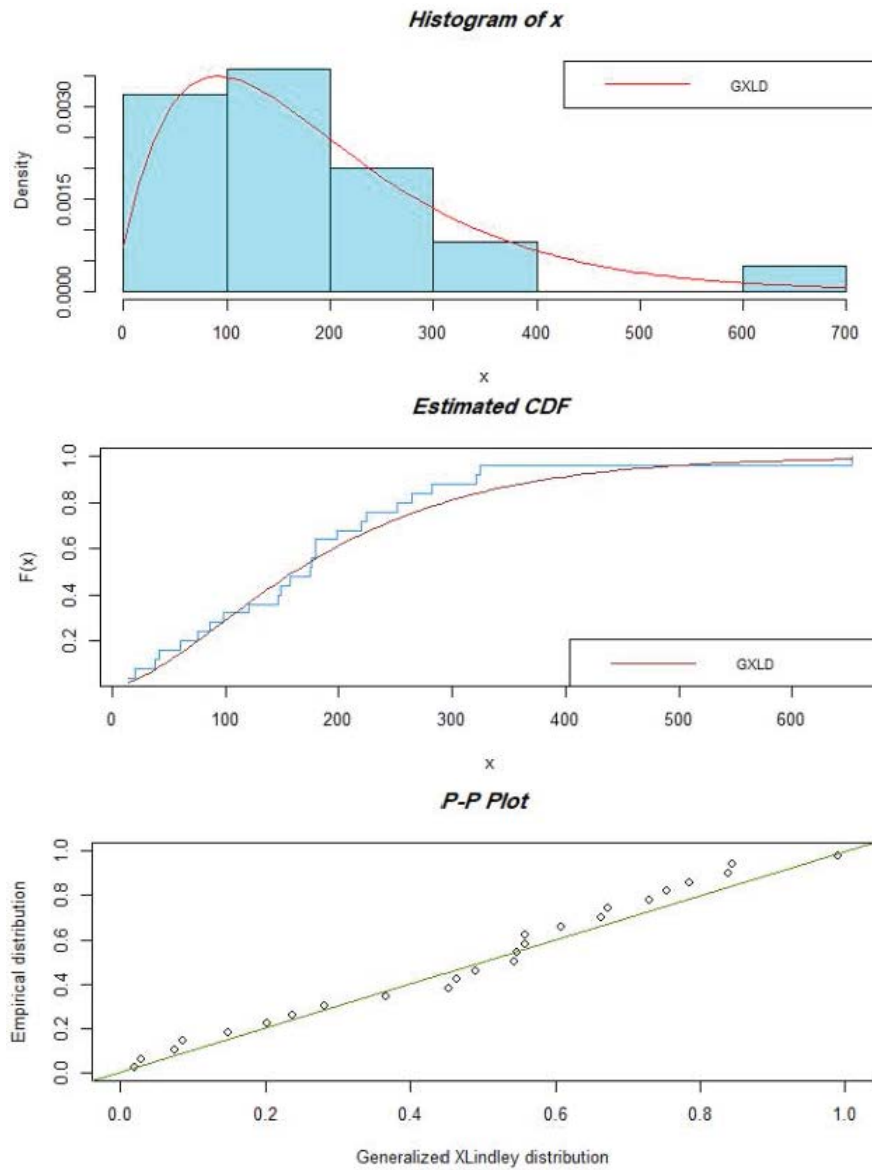 Histogram of x
GXLD
Density
0.0000 0.0015 0.0030
0 100 200 300 400 500 600 700
x
Estimated CDF
F(x)
0.2 0.4 0.6 0.8 1.0
GXLD
0 100 200 300 400 500 600
x
P-P Plot
Empirical distribution
0.0 0.2 0.4 0.6 0.8 1.0
0.0 0.2 0.4 0.6 0.8 1.0
Generalized XLindley distribution